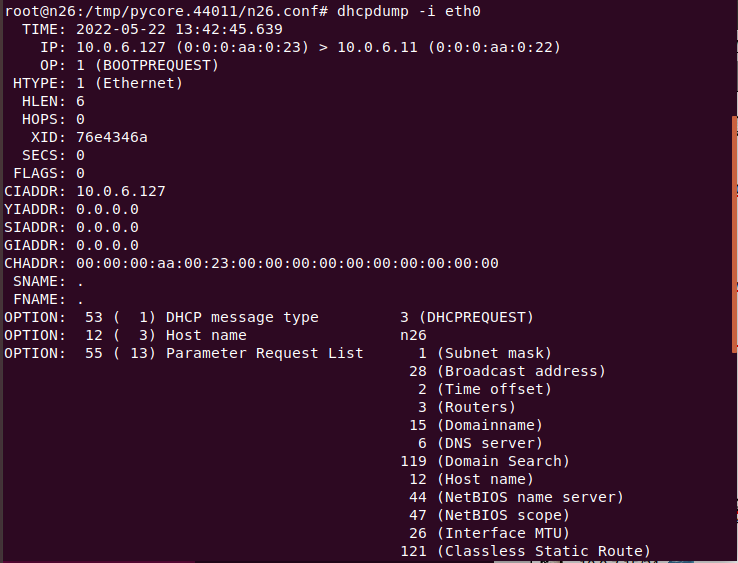 root@n26:/tmp/pycore.44011/n26.conf# dhcpdump -i eth0
  TIME: 2022-05-22 13:42:45.639
    IP: 10.0.6.127 (0:0:0:aa:0:23) > 10.0.6.11 (0:0:0:aa:0:22)
    OP: 1 (BOOTPREQUEST)
 HTYPE: 1 (Ethernet)
  HLEN: 6
  HOPS: 0
   XID: 76e4346a
  SECS: 0
 FLAGS: 0
CIADDR: 10.0.6.127
YIADDR: 0.0.0.0
SIADDR: 0.0.0.0
GIADDR: 0.0.0.0
CHADDR: 00:00:00:aa:00:23:00:00:00:00:00:00:00:00:00:00
 SNAME: .
 FNAME: .
OPTION:  53 (  1) DHCP message type         3 (DHCPREQUEST)
OPTION:  12 (  3) Host name                 n26
OPTION:  55 ( 13) Parameter Request List      1 (Subnet mask)
                                             28 (Broadcast address)
                                              2 (Time offset)
                                              3 (Routers)
                                             15 (Domainname)
                                              6 (DNS server)
                                            119 (Domain Search)
                                             12 (Host name)
                                             44 (NetBIOS name server)
                                             47 (NetBIOS scope)
                                             26 (Interface MTU)
                                            121 (Classless Static Route)